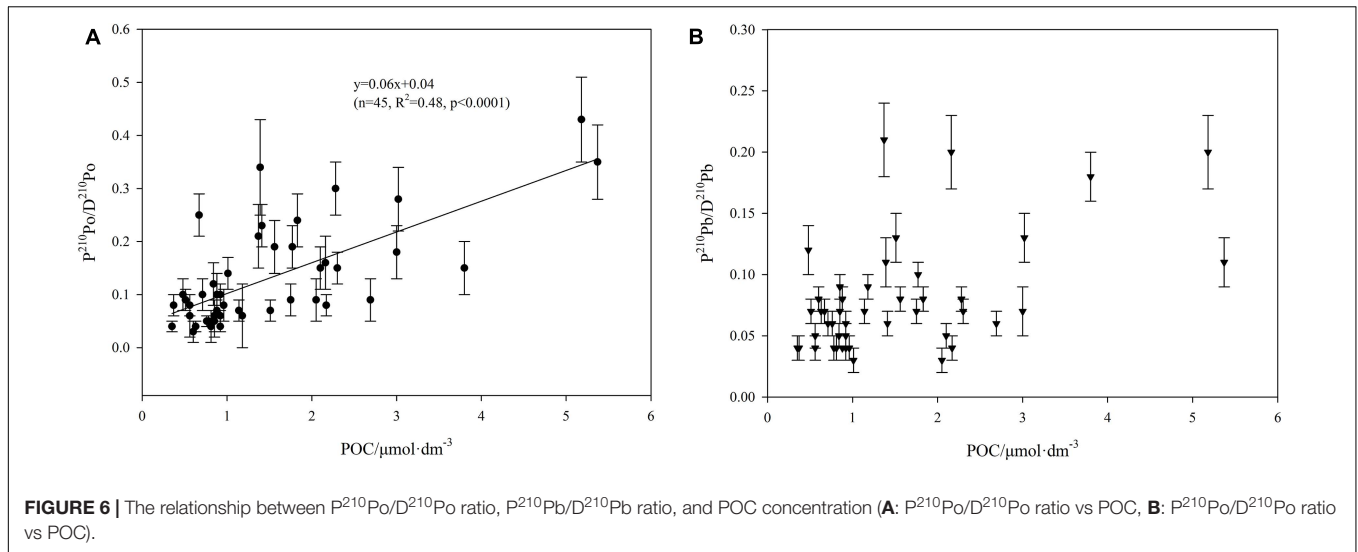 A
0.6
0.5
0.4
0.3
0.2
0.1
0.0
P²¹⁰Po/D²¹⁰Po
y=0.06x+0.04
(n=45, R²=0.48, p<0.0001)
0 1 2 3 4 5 6
POC/μmol·dm⁻³
B
0.30
0.25
0.20
0.15
0.10
0.05
0.00
P²¹⁰Pb/D²¹⁰Pb
0 1 2 3 4 5 6
POC/μmol·dm⁻³
FIGURE 6 | The relationship between P²¹⁰Po/D²¹⁰Po ratio, P²¹⁰Pb/D²¹⁰Pb ratio, and POC concentration (A: P²¹⁰Po/D²¹⁰Po ratio vs POC, B: P²¹⁰Po/D²¹⁰Po ratio
vs POC).